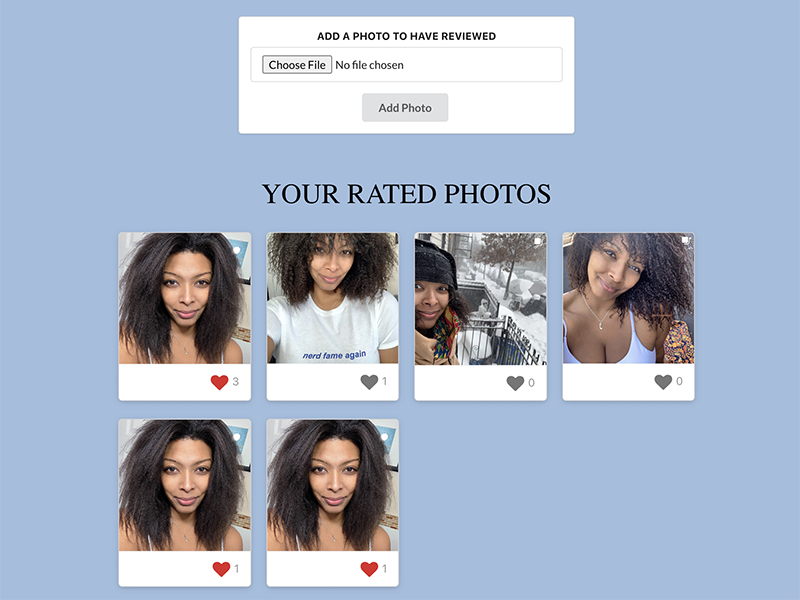 ADD A PHOTO TO HAVE REVIEWED
Choose File No file chosen
Add Photo
YOUR RATED PHOTOS
nerd fame again
3
1
0
0
1
1